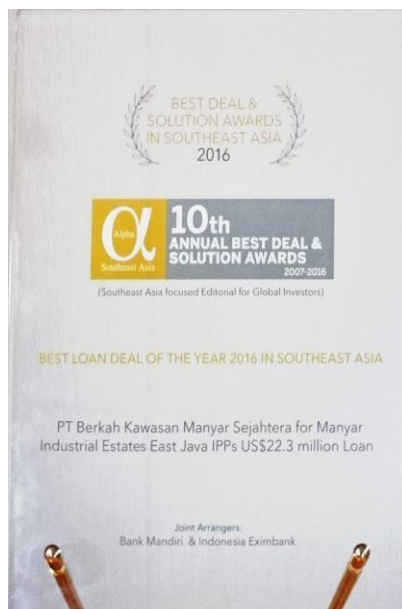 BEST DEAL &
SOLUTION AWARDS
IN SOUTHEAST ASIA
2016
α
Alpha
Southeast Asia
10th
ANNUAL BEST DEAL &
SOLUTION AWARDS
2007-2016
(Southeast Asia focused Editorial for Global Investors)
BEST LOAN DEAL OF THE YEAR 2016 IN SOUTHEAST ASIA
PT Berkah Kawasan Manyar Sejahtera for Manyar
Industrial Estates East Java IPPs US$22.3 million Loan
Joint Arrangers:
Bank Mandiri & Indonesia Eximbank